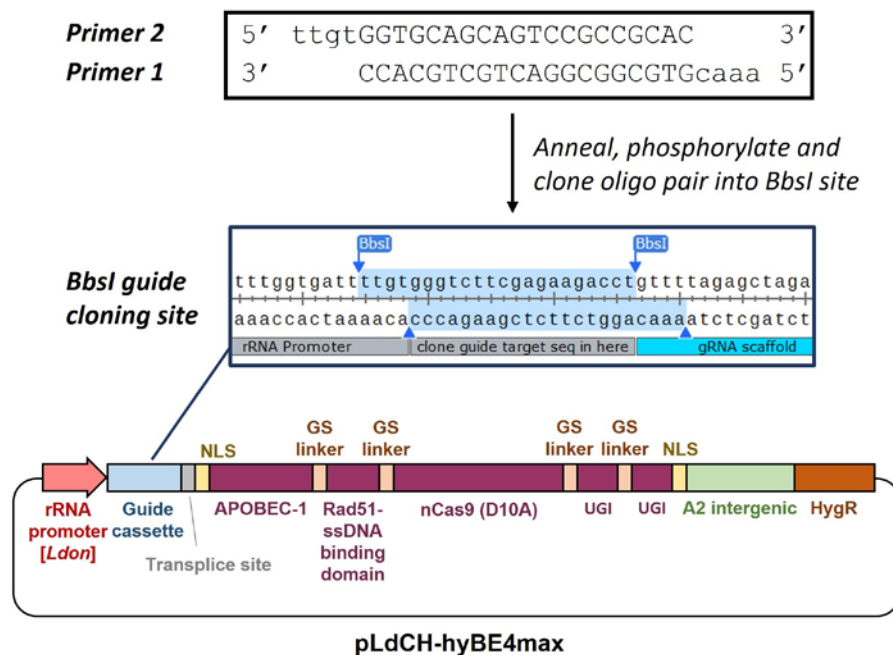 Primer 2 5’ ttgtGGTGCAGCAGTCCGCCGCAC 3’
Primer 1 3’ CCACGTCGTCAGGCGGCGTGcaaa 5’
Anneal, phosphorylate and
clone oligo pair into BbsI site
BbsI guide
cloning site
BbsI BbsI
tttggtgatttttgtgggtcttcgagaagacctgttttagagctaga
aaaccactaaaacacccagaagctcttctggacaaaatctcgatct
rRNA Promoter clone guide target seq in here gRNA scaffold
NLS GS linker GS linker GS linker GS linker NLS
rRNA promoter [Ldon]
Guide cassette
Transplice site
APOBEC-1
Rad51-ssDNA binding domain
nCas9 (D10A)
UGI
UGI
A2 intergenic
HygR
pLdCH-hyBE4max